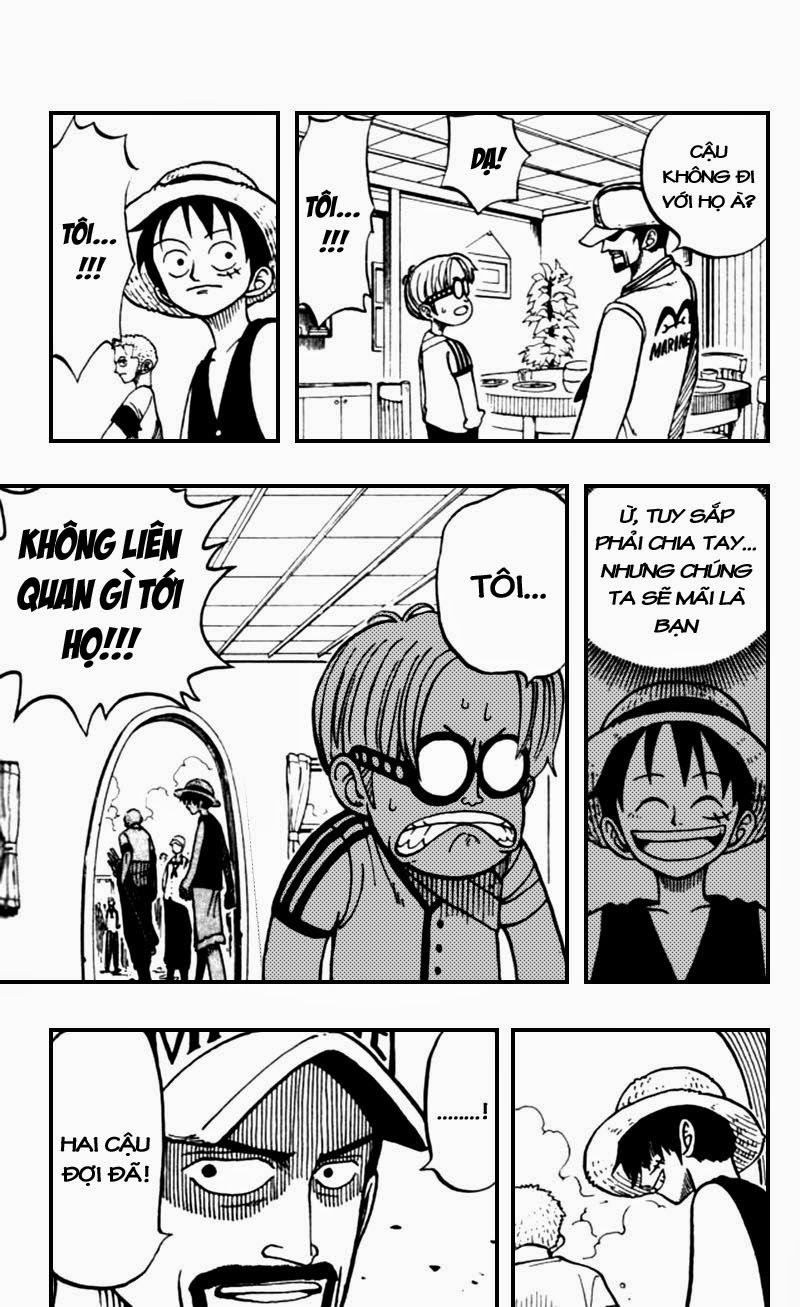 CẬU
KHÔNG ĐI
VỚI HỌ À?
DẠ!
TÔI...
!!!
MARINE
TÔI...
!!!
Ừ, TUY SẮP
PHẢI CHIA TAY...
NHƯNG CHÚNG
TA SẼ MÃI LÀ
BẠN
TÔI...
KHÔNG LIÊN
QUAN GÌ TỚI
HỌ!!!
.........!
HAI CẬU
ĐỢI ĐÃ!